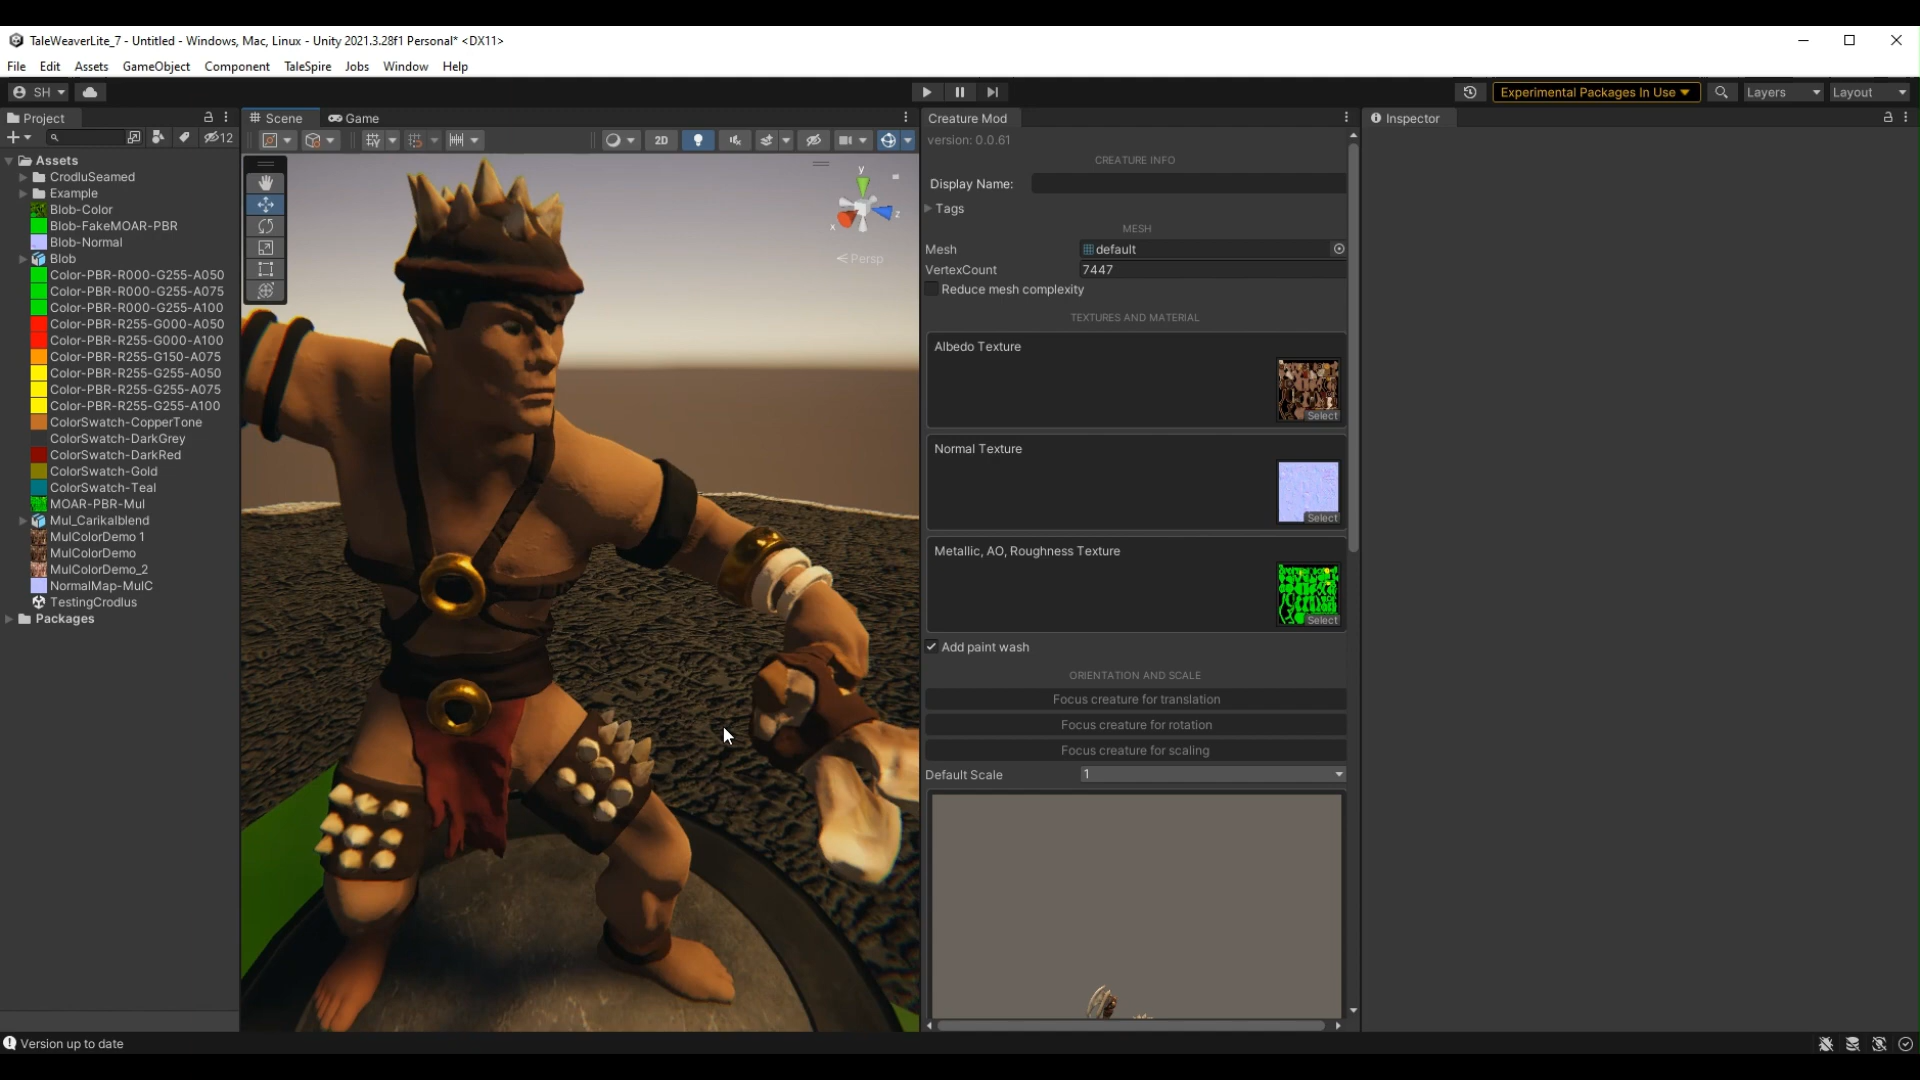 TaleWeaverLite_7 - Untitled - Windows, Mac, Linux - Unity 2021.3.28f1 Personal* <DX11>
File Edit Assets GameObject Component TaleSpire Jobs Window Help
SH
Experimental Packages In Use
Layers
Layout
Project
12
Assets
CrodluSeamed
Example
Blob-Color
Blob-FakeMOAR-PBR
Blob-Normal
Blob
Color-PBR-R000-G255-A050
Color-PBR-R000-G255-A075
Color-PBR-R000-G255-A100
Color-PBR-R255-G000-A050
Color-PBR-R255-G000-A100
Color-PBR-R255-G150-A075
Color-PBR-R255-G255-A050
Color-PBR-R255-G255-A075
Color-PBR-R255-G255-A100
ColorSwatch-CopperTone
ColorSwatch-DarkGrey
ColorSwatch-DarkRed
ColorSwatch-Gold
ColorSwatch-Teal
MOAR-PBR-Mul
Mul_Carikalblend
MulColorDemo 1
MulColorDemo
MulColorDemo_2
NormalMap-MulC
TestingCrodlus
Packages
Scene
Game
2D
y
x
z
Persp
Creature Mod
version: 0.0.61
CREATURE INFO
Display Name:
Tags
MESH
Mesh default
VertexCount 7447
Reduce mesh complexity
TEXTURES AND MATERIAL
Albedo Texture
Select
Normal Texture
Select
Metallic, AO, Roughness Texture
Select
Add paint wash
ORIENTATION AND SCALE
Focus creature for translation
Focus creature for rotation
Focus creature for scaling
Default Scale 1
Inspector
Version up to date